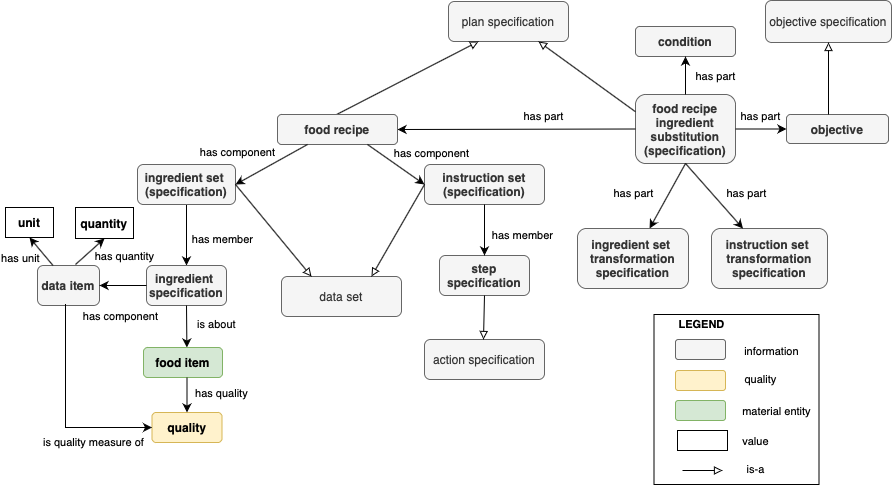 plan specification
objective specification
condition
has part
food recipe
ingredient
substitution
(specification)
has part
has part
food recipe
objective
has component
has component
ingredient set
(specification)
instruction set
(specification)
has part
has part
unit
quantity
has unit
has quantity
has member
has member
ingredient set
transformation
specification
instruction set
transformation
specification
data item
ingredient
specification
data set
step
specification
has component
is about
LEGEND
food item
action specification
information
has quality
quality
material entity
quality
is quality measure of
value
is-a